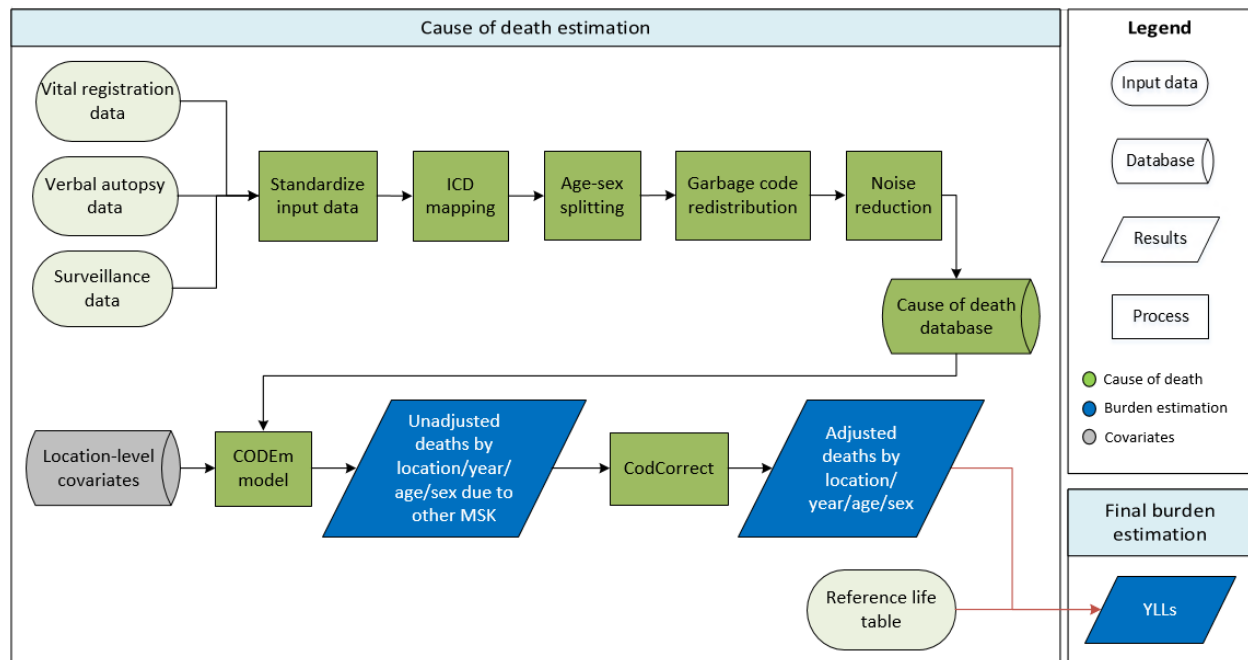 Cause of death estimation
Vital registration
data
Verbal autopsy
data
Surveillance
data
Standardize
input data
ICD
mapping
Age-sex
splitting
Garbage code
redistribution
Noise
reduction
Cause of death
database
Location-level
covariates
CODEm
model
Unadjusted
deaths by
location/year/
age/sex due to
other MSK
CodCorrect
Adjusted
deaths by
location/
year/age/sex
Reference life
table
Legend
Input data
Database
Results
Process
Cause of death
Burden estimation
Covariates
Final burden
estimation
YLLs